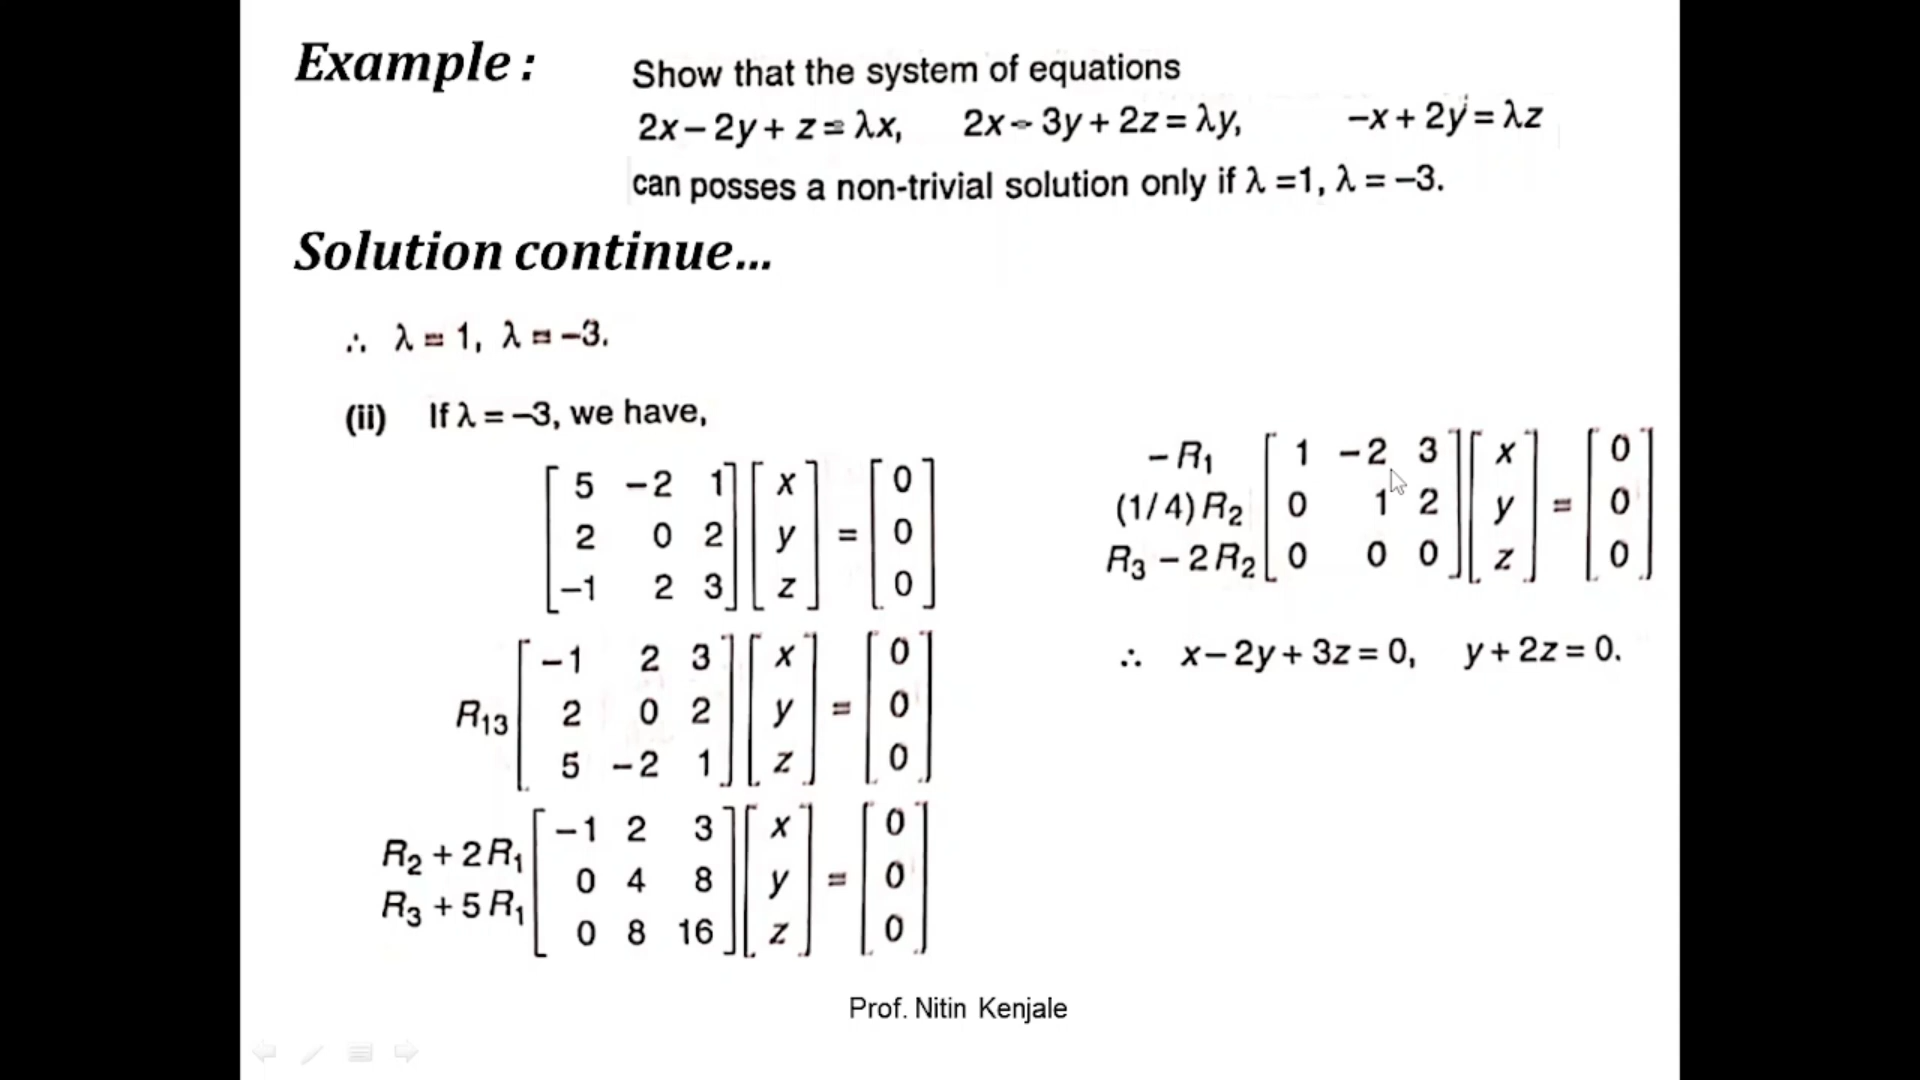 Example :
Show that the system of equations
2x – 2y + z = λx, 2x – 3y + 2z = λy, –x + 2y = λz
can posses a non-trivial solution only if λ =1, λ = –3.
Solution continue...
∴ λ = 1, λ = –3.
(ii) If λ = –3, we have,
[ 5 –2 1 ] [ x ] [ 0 ]
[ 2 0 2 ] [ y ] = [ 0 ]
[ –1 2 3 ] [ z ] [ 0 ]
R₁₃ [ –1 2 3 ] [ x ] [ 0 ]
[ 2 0 2 ] [ y ] = [ 0 ]
[ 5 –2 1 ] [ z ] [ 0 ]
[ –1 2 3 ] [ x ] [ 0 ]
R₂ + 2R₁ [ 0 4 8 ] [ y ] = [ 0 ]
R₃ + 5R₁ [ 0 8 16 ] [ z ] [ 0 ]
– R₁ [ 1 –2 3 ] [ x ] [ 0 ]
(1/4) R₂ [ 0 1 2 ] [ y ] = [ 0 ]
R₃ – 2R₂ [ 0 0 0 ] [ z ] [ 0 ]
∴ x – 2y + 3z = 0, y + 2z = 0.
Prof. Nitin Kenjale